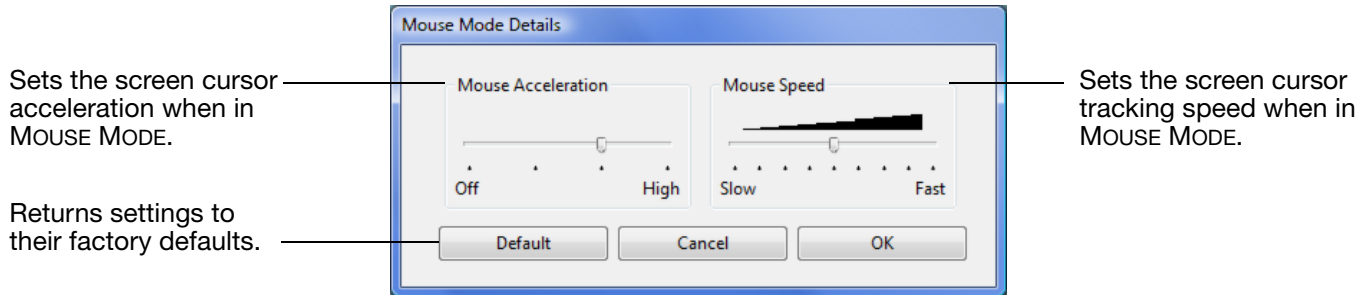 Mouse Mode Details
Sets the screen cursor
acceleration when in
MOUSE MODE.
Mouse Acceleration
Off
High
Mouse Speed
Slow
Fast
Sets the screen cursor
tracking speed when in
MOUSE MODE.
Returns settings to
their factory defaults.
Default
Cancel
OK